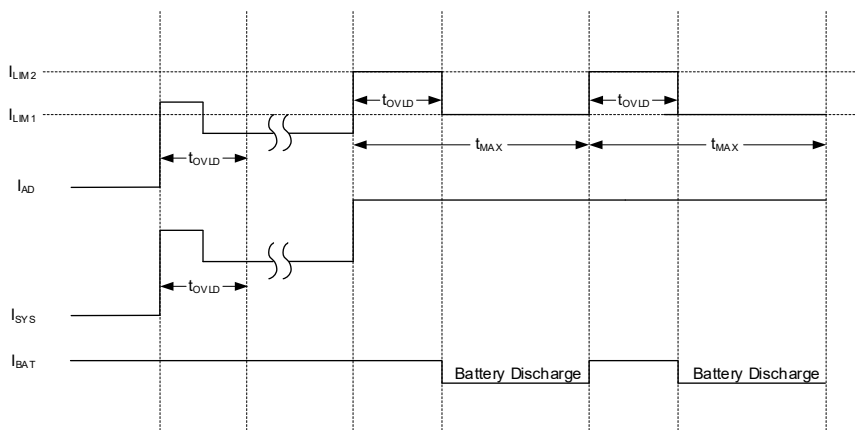 ILIM2
tOVLD
tOVLD
ILIM1
tOVLD
tMAX
tMAX
IAD
tOVLD
ISYS
IBAT
Battery Discharge
Battery Discharge